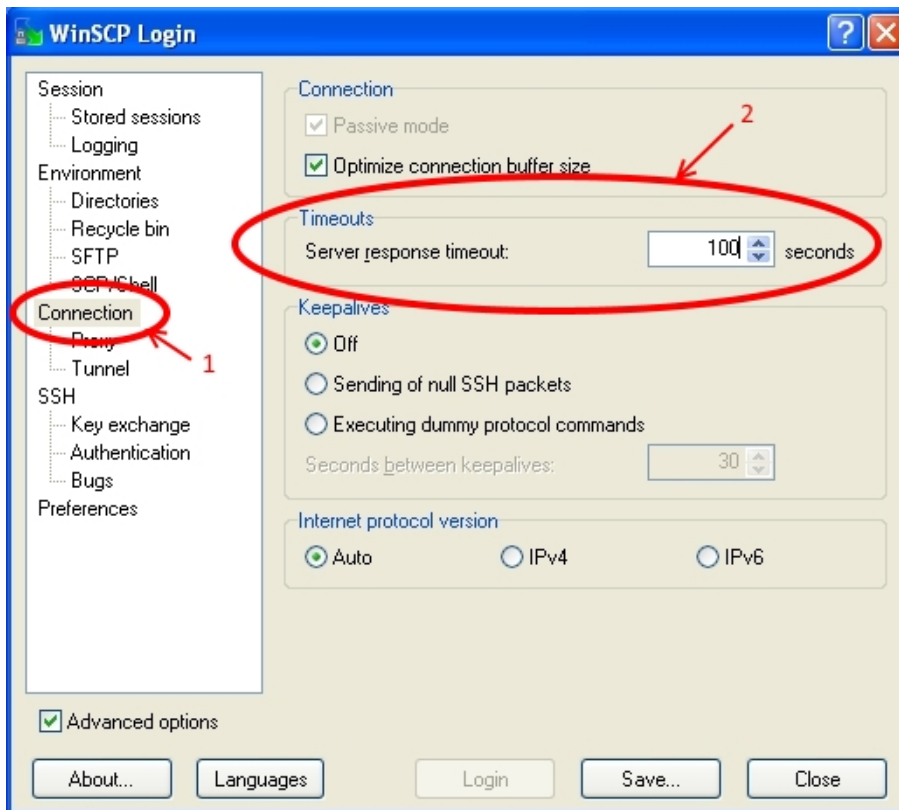 WinSCP Login
Session
Stored sessions
Logging
Environment
Directories
Recycle bin
SFTP
SCP/Shell
Connection
Proxy
Tunnel
SSH
Key exchange
Authentication
Bugs
Preferences
1
Connection
Passive mode
2
Optimize connection buffer size
Timeouts
Server response timeout: 100 seconds
Keepalives
Off
Sending of null SSH packets
Executing dummy protocol commands
Seconds between keepalives: 30
Internet protocol version
Auto IPv4 IPv6
Advanced options
About... Languages Login Save... Close